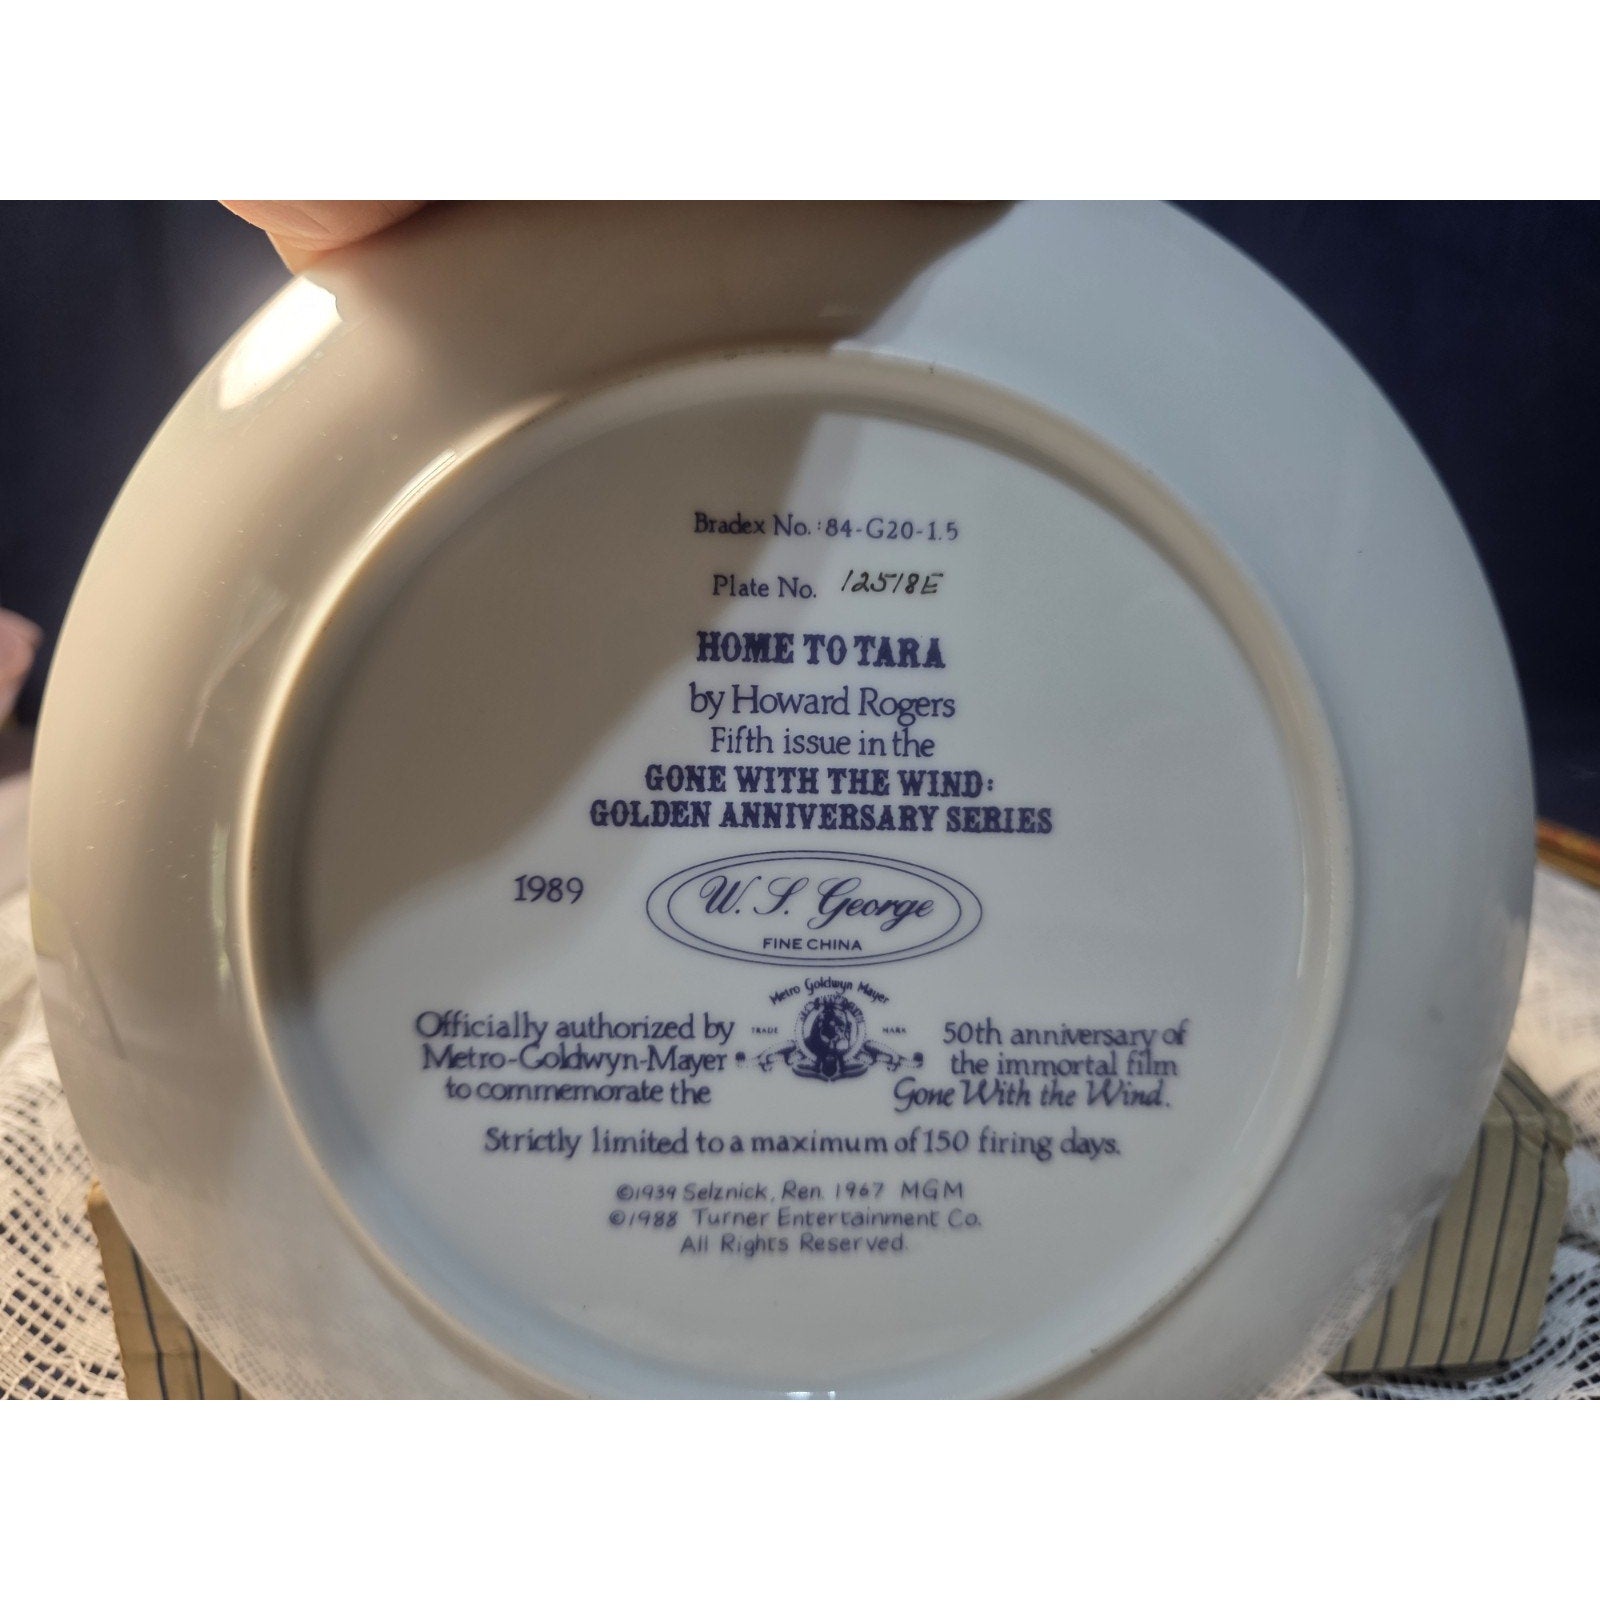 Bradex No.: 84-G20-1.5
Plate No. 12518E
HOME TO TARA
by Howard Rogers
Fifth issue in the
GONE WITH THE WIND:
GOLDEN ANNIVERSARY SERIES
1989
W. S. George
FINE CHINA
Metro Goldwyn Mayer
TRADE MARK
Officially authorized by
Metro-Goldwyn-Mayer
to commemorate the
50th anniversary of
the immortal film
Gone With the Wind.
Strictly limited to a maximum of 150 firing days.
©1939 Selznick, Ren. 1967 MGM
©1988 Turner Entertainment Co.
All Rights Reserved.